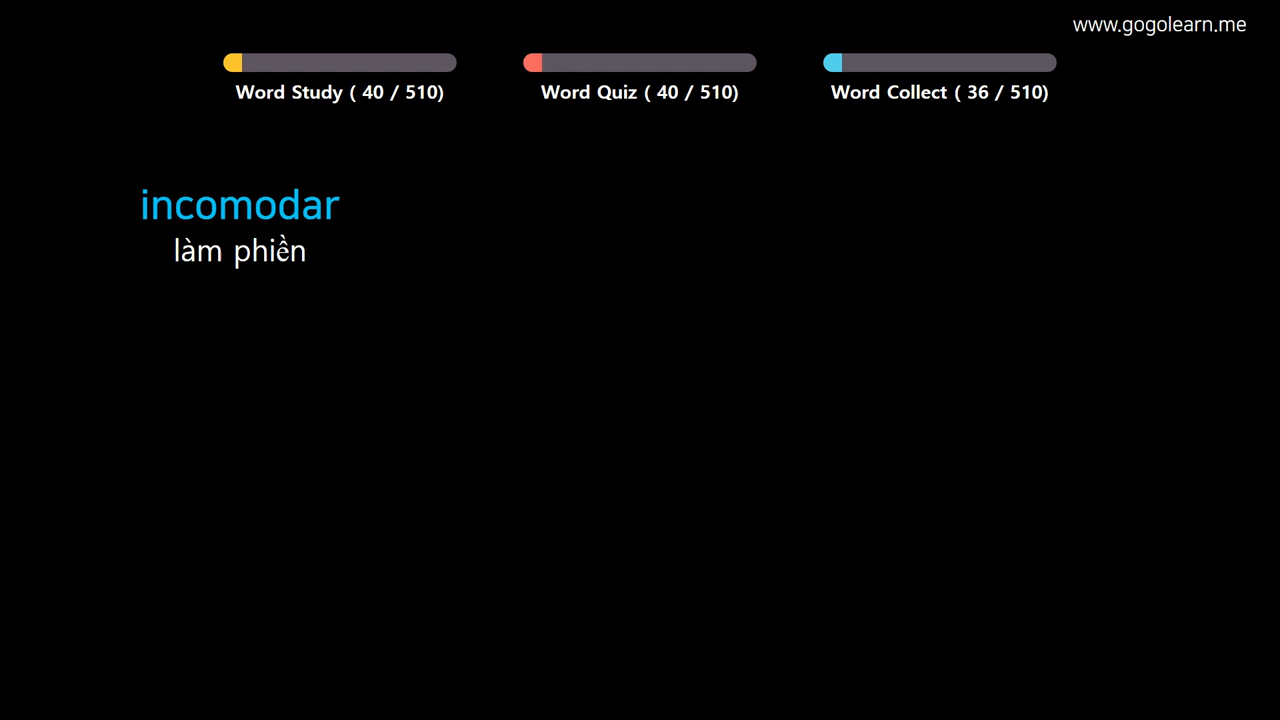 www.gogolearn.me
Word Study ( 40 / 510)
Word Quiz ( 40 / 510)
Word Collect ( 36 / 510)
incomodar
làm phiền